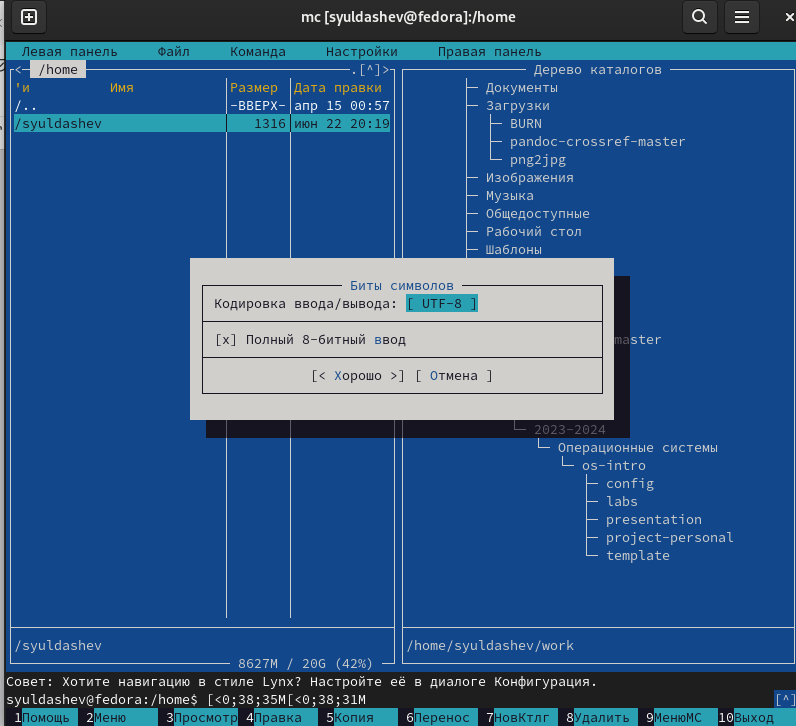 mc [syuldashev@fedora]:/home
Левая панель Файл Команда Настройки Правая панель
<─ /home .[^]>
Дерево каталогов
'и Имя Размер Дата правки
/.. -ВВЕРХ- апр 15 00:57
/syuldashev 1316 июн 22 20:19
Документы
Загрузки
BURN
pandoc-crossref-master
png2jpg
Изображения
Музыка
Общедоступные
Рабочий стол
Шаблоны
Биты символов
Кодировка ввода/вывода: [ UTF-8 ]
[x] Полный 8-битный ввод
[< Хорошо >] [ Отмена ]
master
2023-2024
Операционные системы
os-intro
config
labs
presentation
project-personal
template
/syuldashev
/home/syuldashev/work
8627M / 20G (42%)
Совет: Хотите навигацию в стиле Lynx? Настройте её в диалоге Конфигурация.
syuldashev@fedora:/home$ [<0;38;35M[<0;38;31M [^]
1Помощь 2Меню 3Просмотр 4Правка 5Копия 6Перенос 7НовКтлг 8Удалить 9МенюМС 10Выход